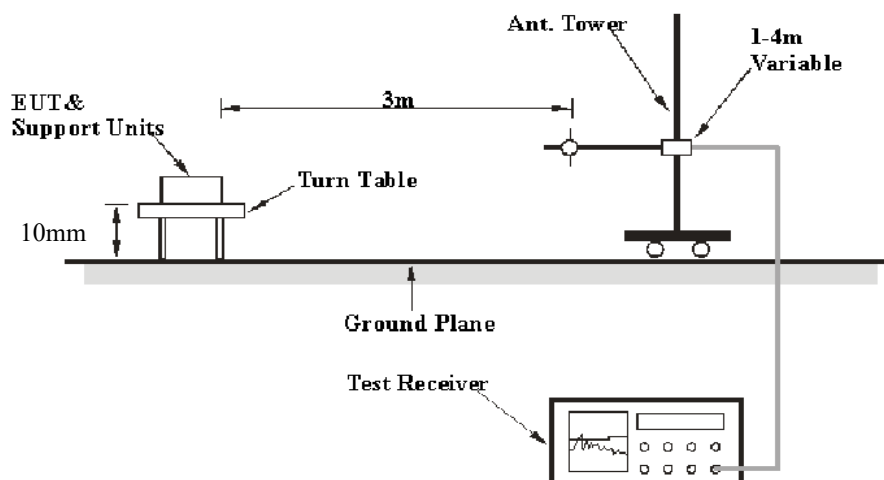 Ant. Tower
1-4m
Variable
3m
EUT&
Support Units
Turn Table
10mm
Ground Plane
Test Receiver